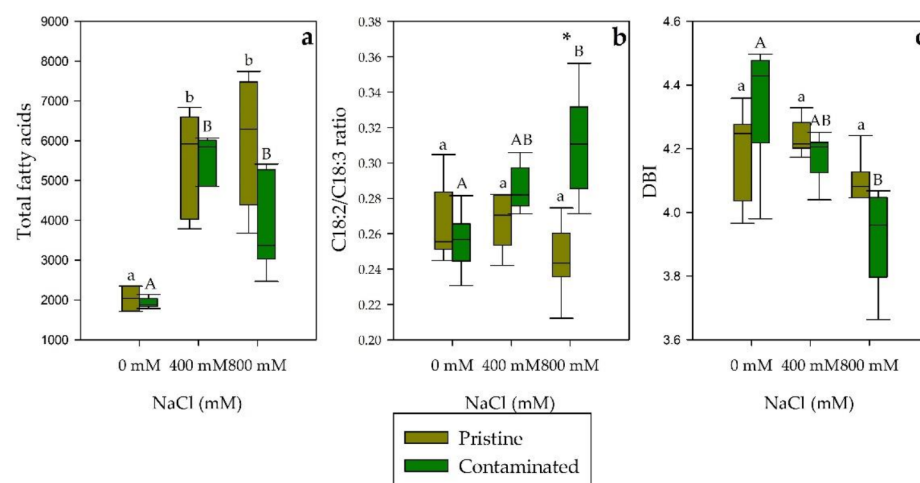 a
Total fatty acids
9000
8000
7000
6000
5000
4000
3000
2000
1000
a
A
b
B
b
B
0 mM 400 mM 800 mM
NaCl (mM)
b
C18:2/C18:3 ratio
0.38
0.36
0.34
0.32
0.30
0.28
0.26
0.24
0.22
0.20
a
A
a
AB
a
*
B
0 mM 400 mM 800 mM
NaCl (mM)
c
DBI
4.6
4.4
4.2
4.0
3.8
3.6
a
A
a
AB
a
B
0 mM 400 mM 800 mM
NaCl (mM)
Pristine
Contaminated